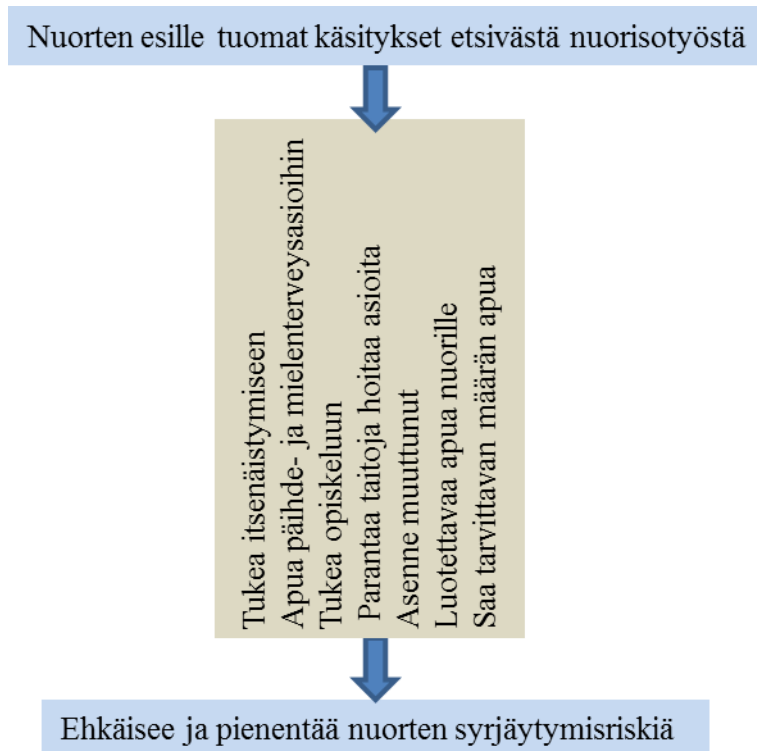 Nuorten esille tuomat käsitykset etsivästä nuorisotyöstä
Tukea itsenäistymiseen
Apua päihde- ja mielenterveysasioihin
Tukea opiskeluun
Parantaa taitoja hoitaa asioita
Asenne muuttunut
Luotettavaa apua nuorille
Saa tarvittavan määrän apua
Ehkäisee ja pienentää nuorten syrjäytymisriskiä